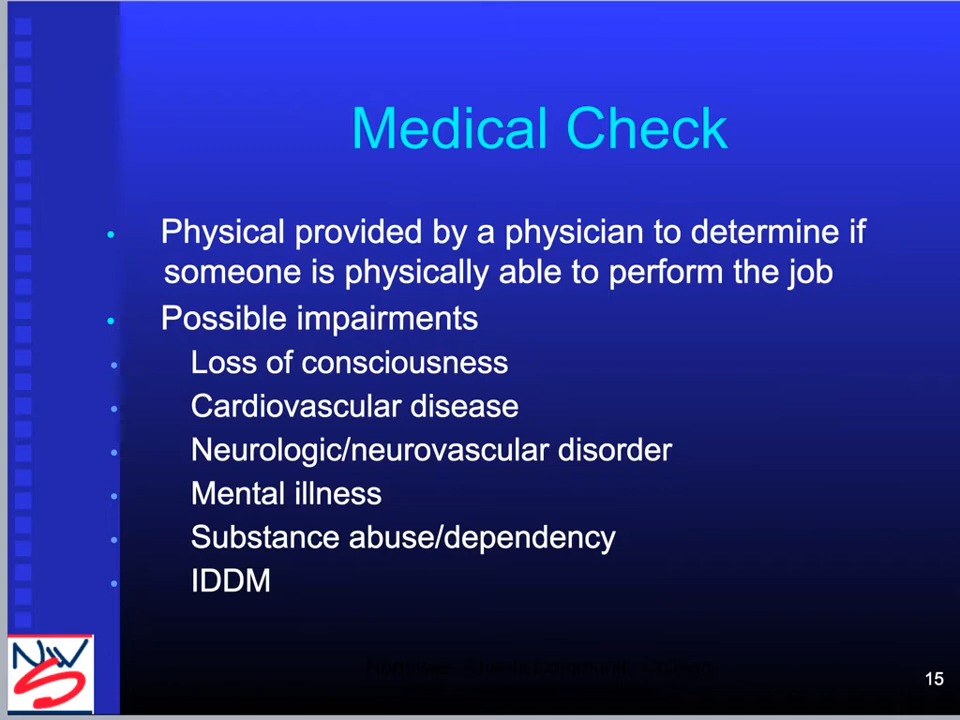 Medical Check
• Physical provided by a physician to determine if
someone is physically able to perform the job
• Possible impairments
• Loss of consciousness
• Cardiovascular disease
• Neurologic/neurovascular disorder
• Mental illness
• Substance abuse/dependency
• IDDM
NWS
15